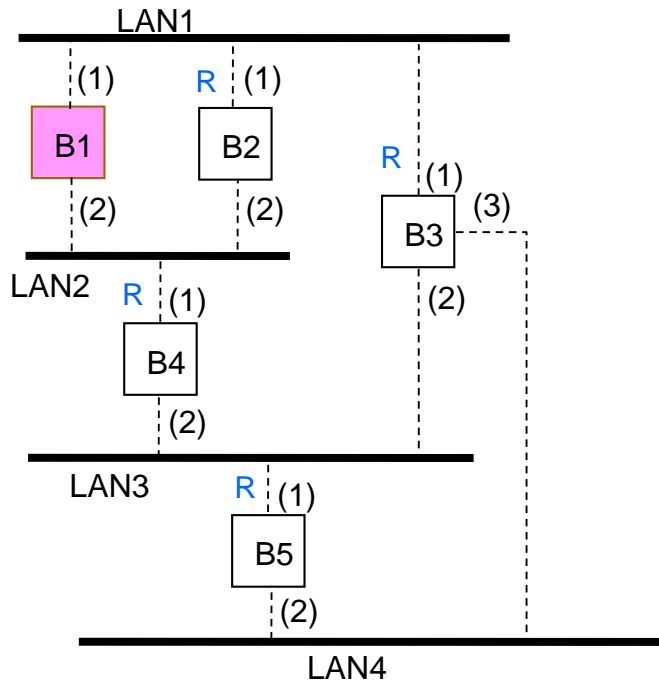 LAN1
(1)
R (1)
B1
B2
R (1)
(2)
(2)
B3 (3)
LAN2
R (1)
(2)
B4
(2)
LAN3
R (1)
B5
(2)
LAN4